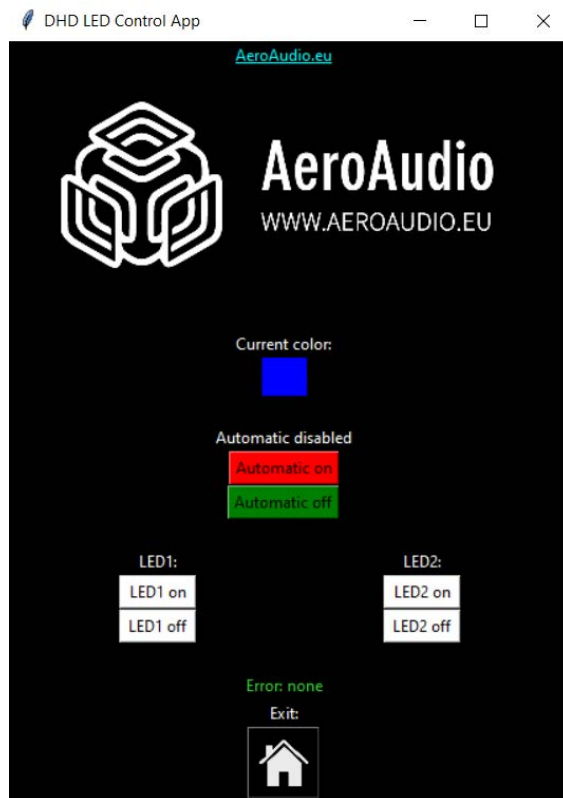 DHD LED Control App
AeroAudio.eu
AeroAudio
WWW.AEROAUDIO.EU
Current color:
Automatic disabled
Automatic on
Automatic off
LED1:
LED1 on
LED1 off
LED2:
LED2 on
LED2 off
Error: none
Exit: